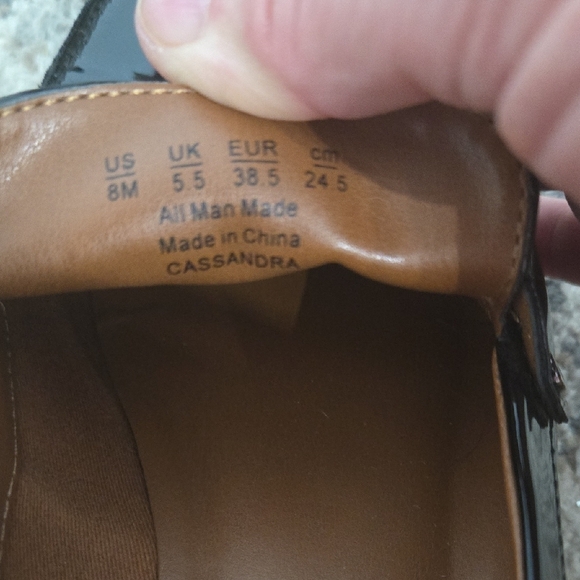 US UK EUR cm
8M 5.5 38.5 24.5
All Man Made
Made in China
CASSANDRA